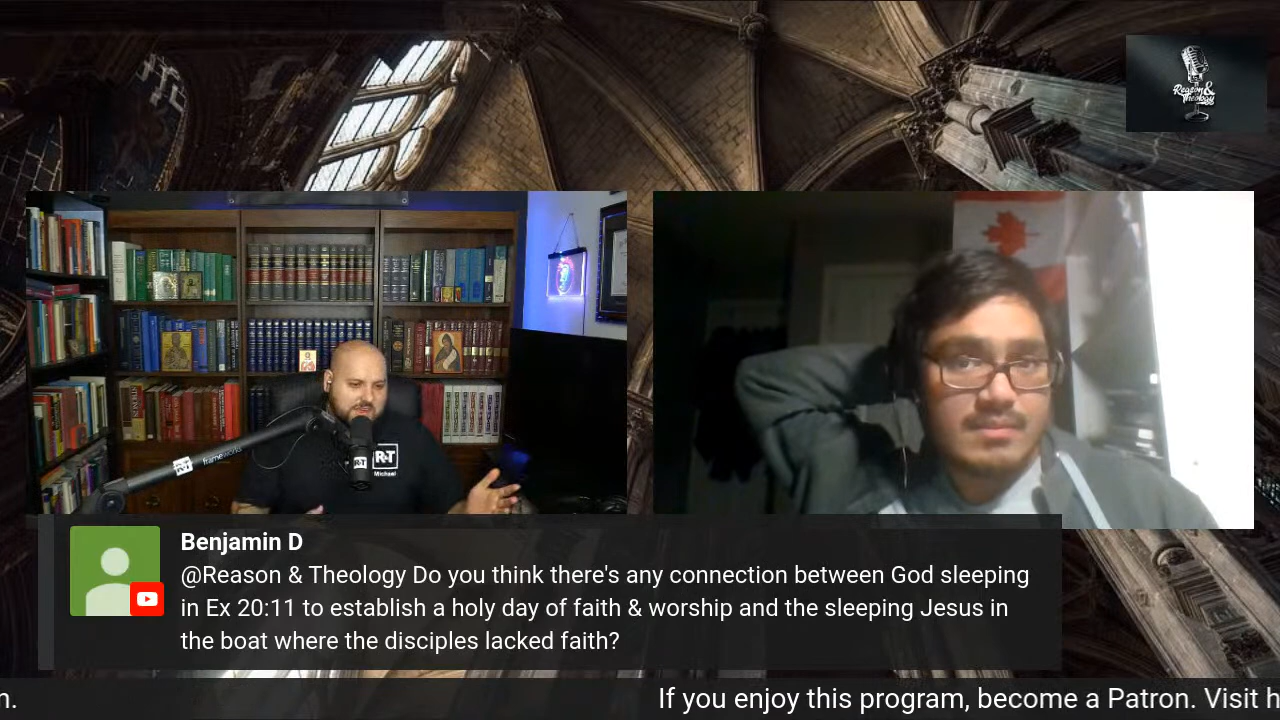 Reason &
Theology
R&T
Michael
R&T
frameworks
R&T
Benjamin D
@Reason & Theology Do you think there's any connection between God sleeping
in Ex 20:11 to establish a holy day of faith & worship and the sleeping Jesus in
the boat where the disciples lacked faith?
n.
If you enjoy this program, become a Patron. Visit h